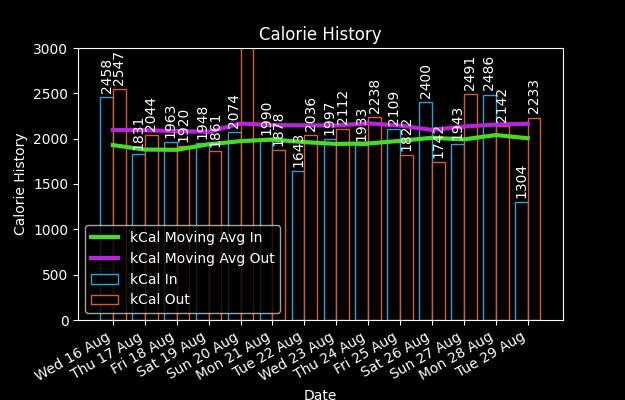 Calorie History
3000
2500
2000
1500
1000
500
0
Calorie History
2458
2547
1831
2044
1963
1920
1948
1861
2074
1990
1878
1643
2036
1997
2112
1933
2238
2109
1822
2400
1742
1943
2491
2486
2142
1304
2233
kCal Moving Avg In
kCal Moving Avg Out
kCal In
kCal Out
Wed 16 Aug
Thu 17 Aug
Fri 18 Aug
Sat 19 Aug
Sun 20 Aug
Mon 21 Aug
Tue 22 Aug
Wed 23 Aug
Thu 24 Aug
Fri 25 Aug
Sat 26 Aug
Sun 27 Aug
Mon 28 Aug
Tue 29 Aug
Date